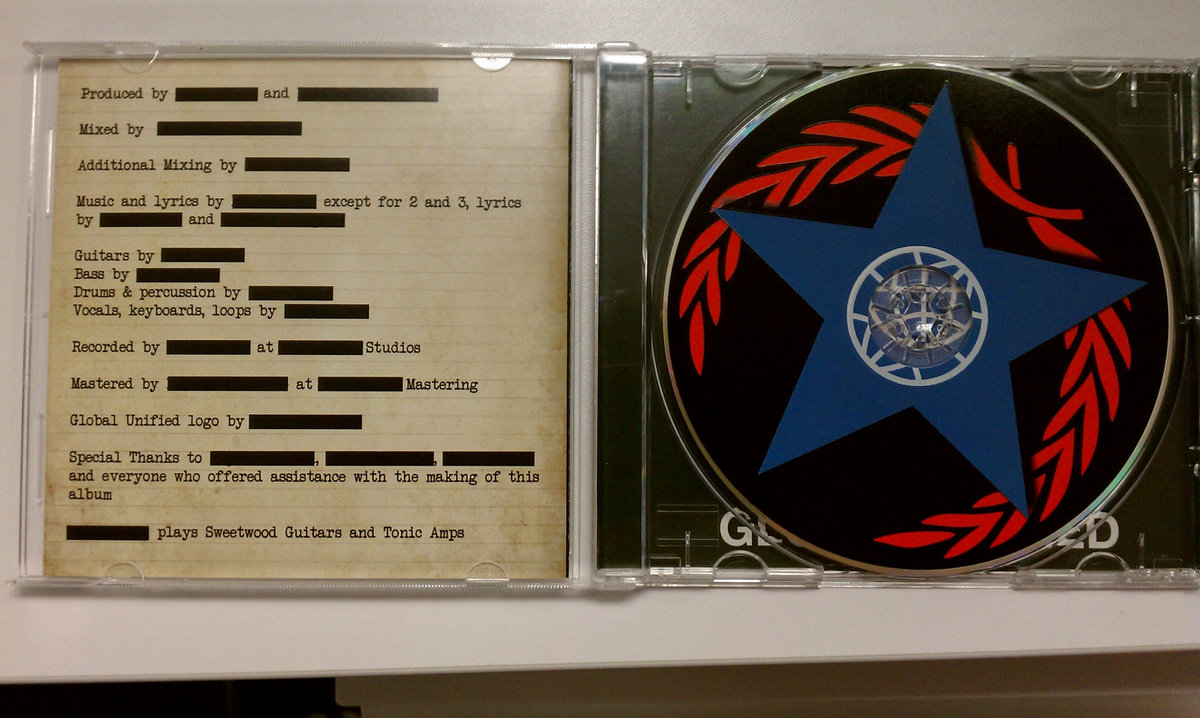 Produced by and
Mixed by
Additional Mixing by
Music and lyrics by except for 2 and 3, lyrics
by and
Guitars by
Bass by
Drums & percussion by
Vocals, keyboards, loops by
Recorded by at Studios
Mastered by at Mastering
Global Unified logo by
Special Thanks to , ,
and everyone who offered assistance with the making of this
album
plays Sweetwood Guitars and Tonic Amps